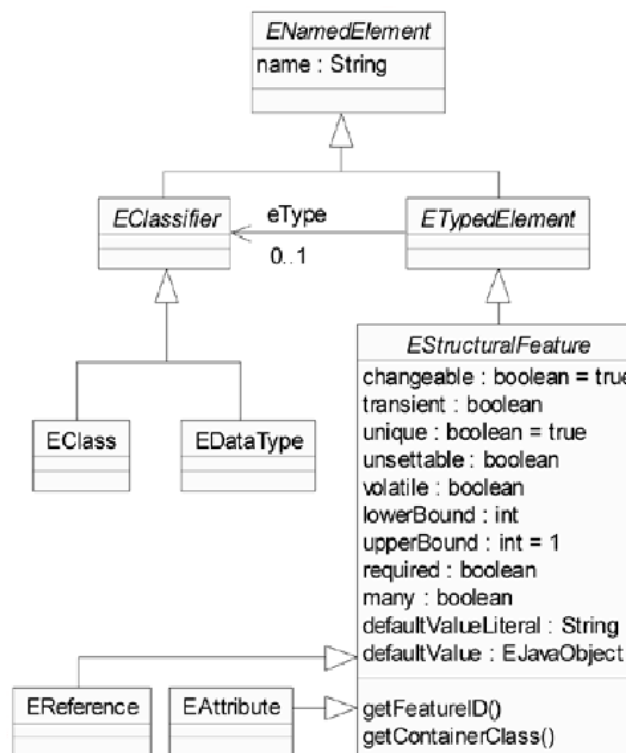 ENamedElement
name : String
EClassifier
eType
0..1
ETypedElement
EStructuralFeature
changeable : boolean = true
transient : boolean
unique : boolean = true
unsettable : boolean
volatile : boolean
lowerBound : int
upperBound : int = 1
required : boolean
many : boolean
defaultValueLiteral : String
defaultValue : EJavaObject
getFeatureID()
getContainerClass()
EClass
EDataType
EReference
EAttribute